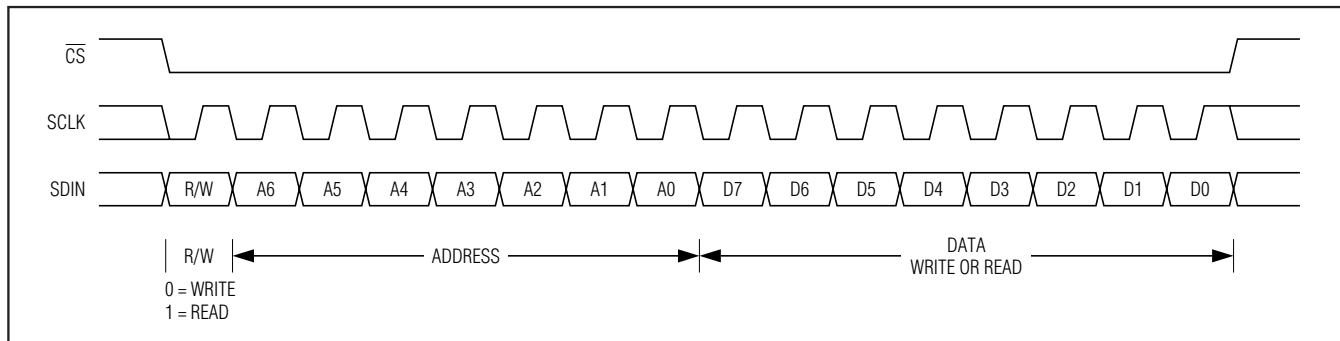 CS
SCLK
SDIN R/W A6 A5 A4 A3 A2 A1 A0 D7 D6 D5 D4 D3 D2 D1 D0
R/W ADDRESS DATA
WRITE OR READ
0 = WRITE
1 = READ